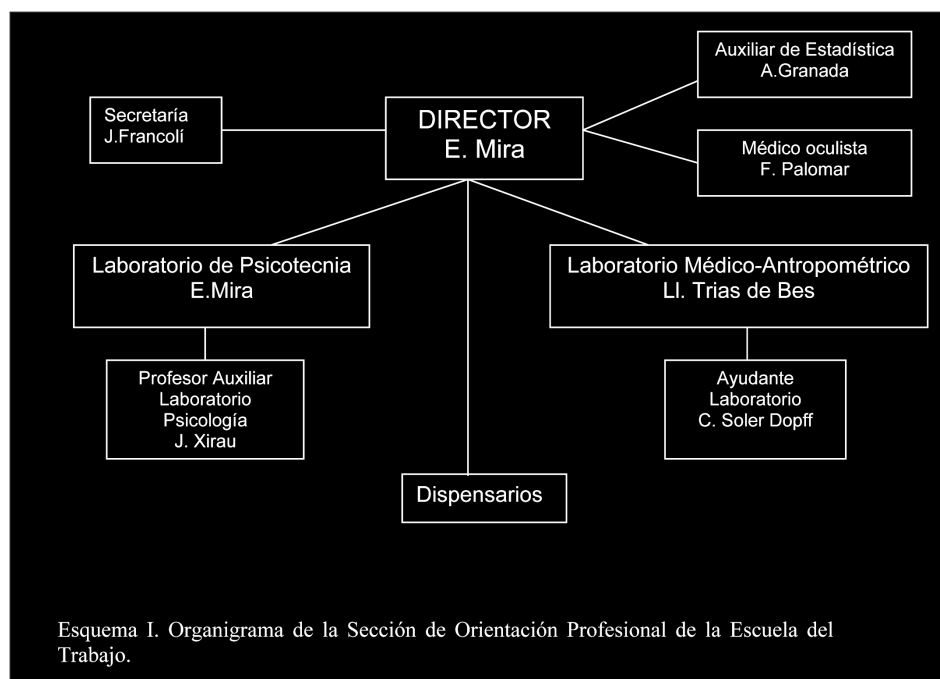 Auxiliar de Estadística
A.Granada
Secretaría
J.Francolí
DIRECTOR
E. Mira
Médico oculista
F. Palomar
Laboratorio de Psicotecnia
E.Mira
Laboratorio Médico-Antropométrico
Ll. Trias de Bes
Profesor Auxiliar
Laboratorio
Psicología
J. Xirau
Ayudante
Laboratorio
C. Soler Dopff
Dispensarios
Esquema I. Organigrama de la Sección de Orientación Profesional de la Escuela del
Trabajo.